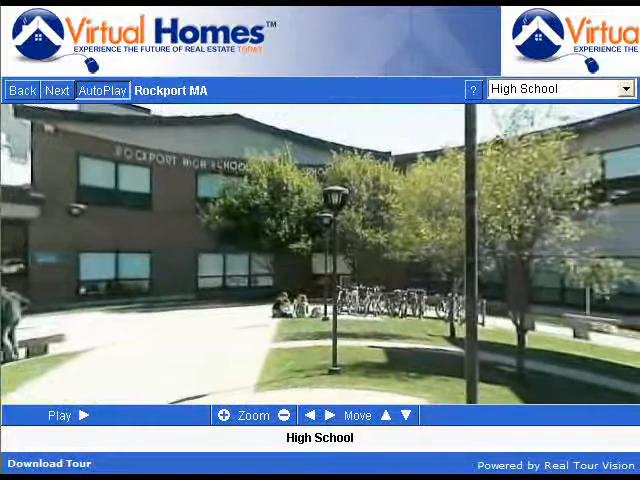 Virtual Homes™
EXPERIENCE THE FUTURE OF REAL ESTATE TODAY
Virtua
EXPERIENCE THE
Back Next AutoPlay Rockport MA ? High School
ROCKPORT HIGH SCHOOL
Play Zoom Move
High School
Download Tour
Powered by Real Tour Vision